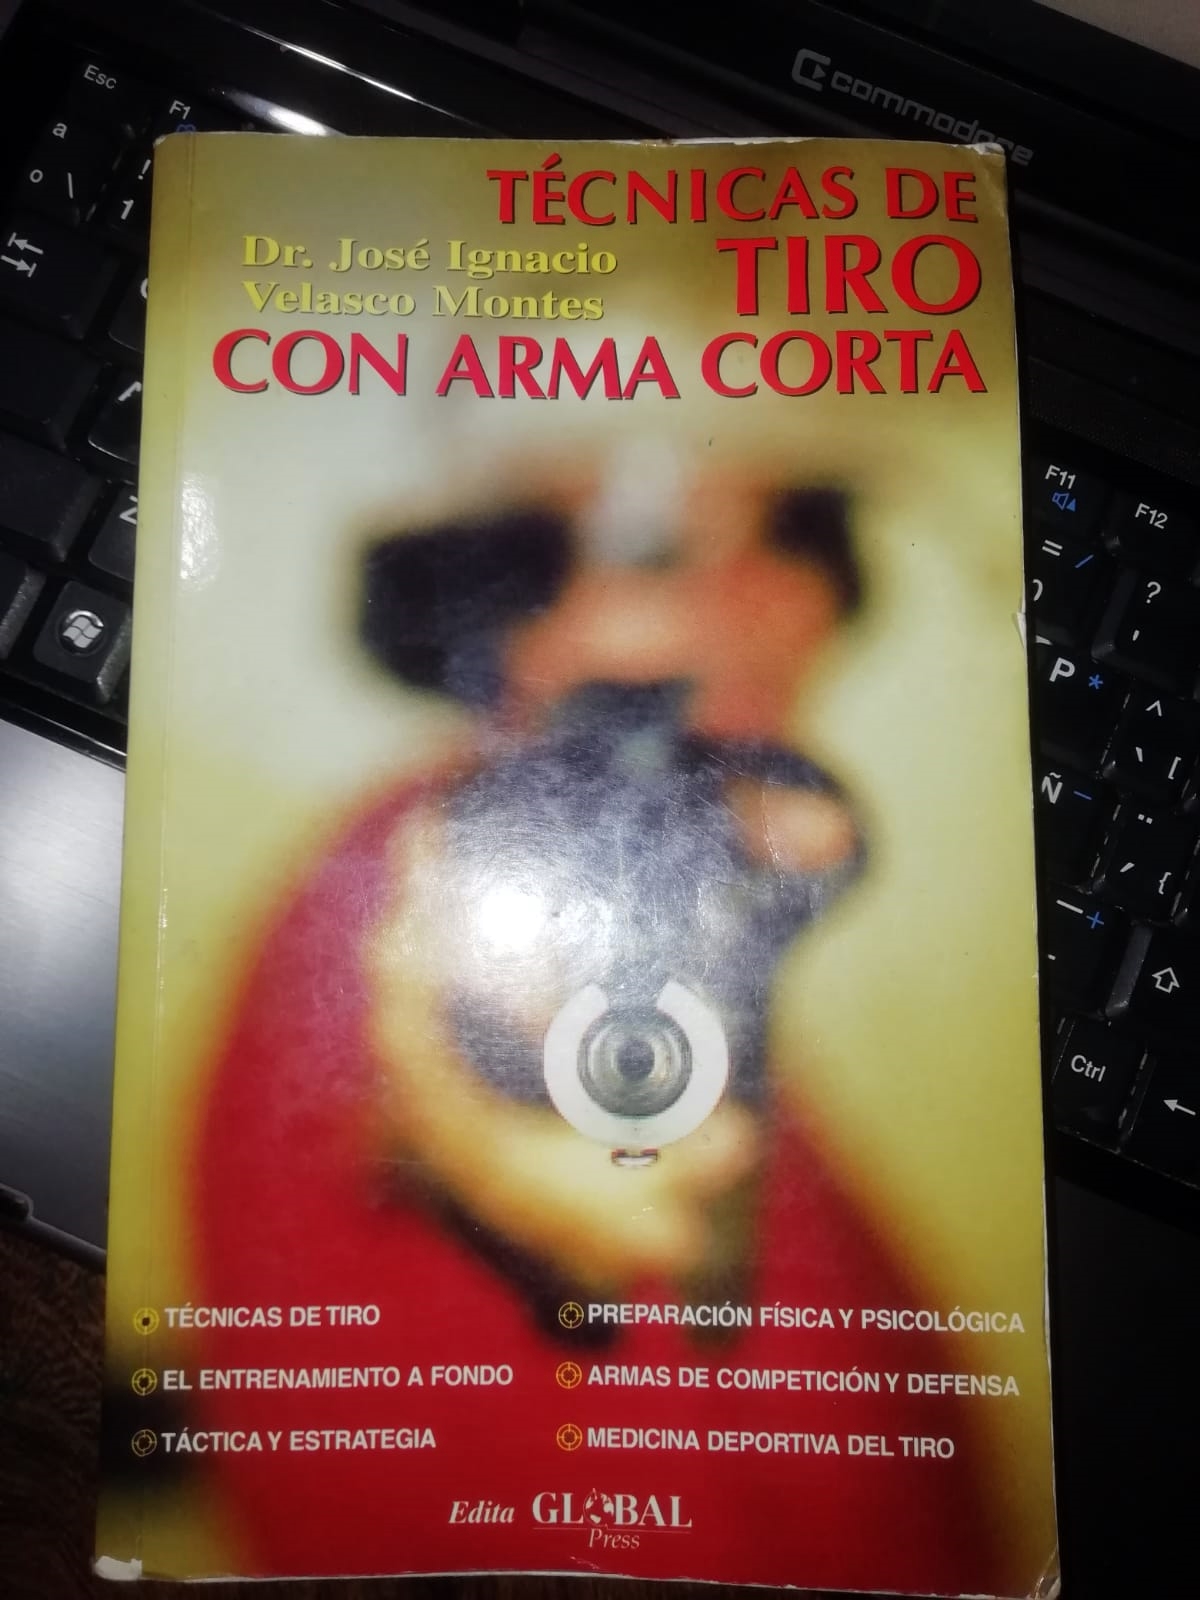 commodore
Esc
F1
a
!
º \
1
TÉCNICAS DE
TIRO
Dr. José Ignacio
Velasco Montes
CON ARMA CORTA
F11
F12
= /
?
'
P *
^
` [
Ñ -
¨
´ {
- +
Ctrl
Z
TÉCNICAS DE TIRO
PREPARACIÓN FÍSICA Y PSICOLÓGICA
EL ENTRENAMIENTO A FONDO
ARMAS DE COMPETICIÓN Y DEFENSA
TÁCTICA Y ESTRATEGIA
MEDICINA DEPORTIVA DEL TIRO
Edita GLOBAL
Press